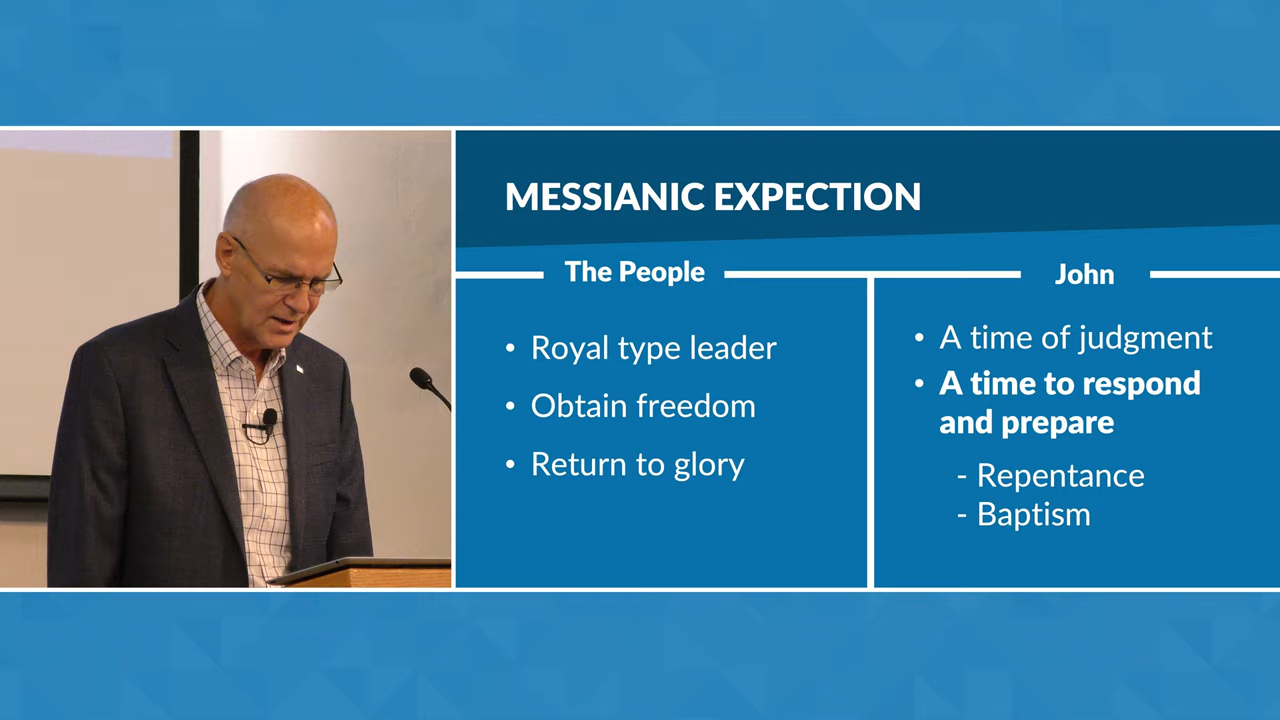 MESSIANIC EXPECTION
The People
• Royal type leader
• Obtain freedom
• Return to glory
John
• A time of judgment
• A time to respond
and prepare
- Repentance
- Baptism